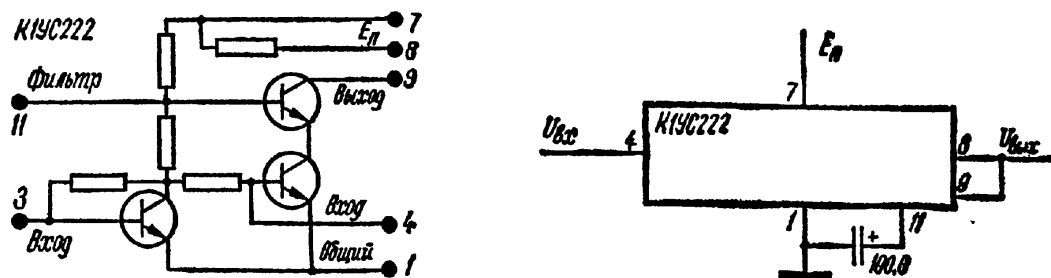 К1УС222
7
Eп
8
Фильтр
9
Выход
11
3
Вход
Вход
4
Общий
1
Eп
7
К1УС222
Uвх
4
8
Uвых
9
1
11
+
100,0